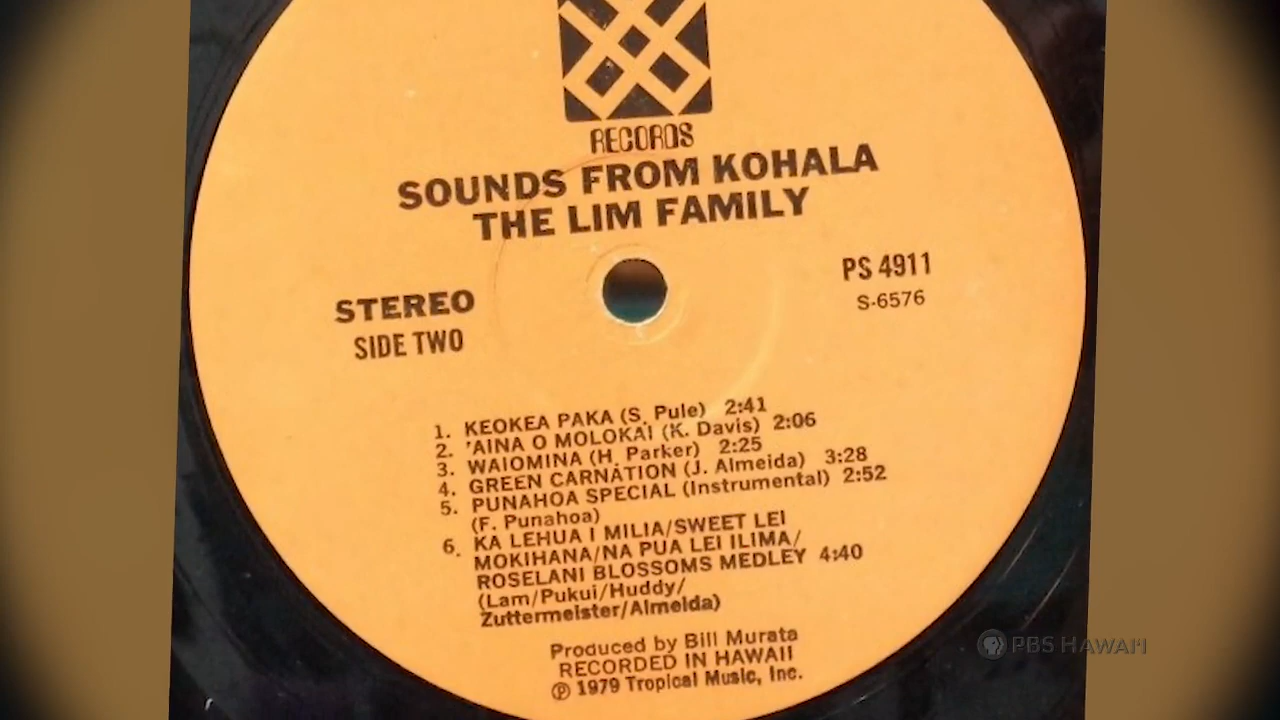 RECORDS
SOUNDS FROM KOHALA
THE LIM FAMILY
STEREO
SIDE TWO
PS 4911
S-6576
1. KEOKEA PAKA (S. Pule) 2:41
2. 'AINA O MOLOKAI (K. Davis) 2:06
3. WAIOMINA (H. Parker) 2:25
4. GREEN CARNATION (J. Almeida) 3:28
5. PUNAHOA SPECIAL (Instrumental) 2:52
(F. Punahoa)
6. KA LEHUA I MILIA/SWEET LEI
MOKIHANA/NA PUA LEI ILIMA/
ROSELANI BLOSSOMS MEDLEY 4:40
(Lam/Pukui/Huddy/
Zuttermeister/Almeida)
Produced by Bill Murata
RECORDED IN HAWAII
℗ 1979 Tropical Music, Inc.
PBS HAWAI'I